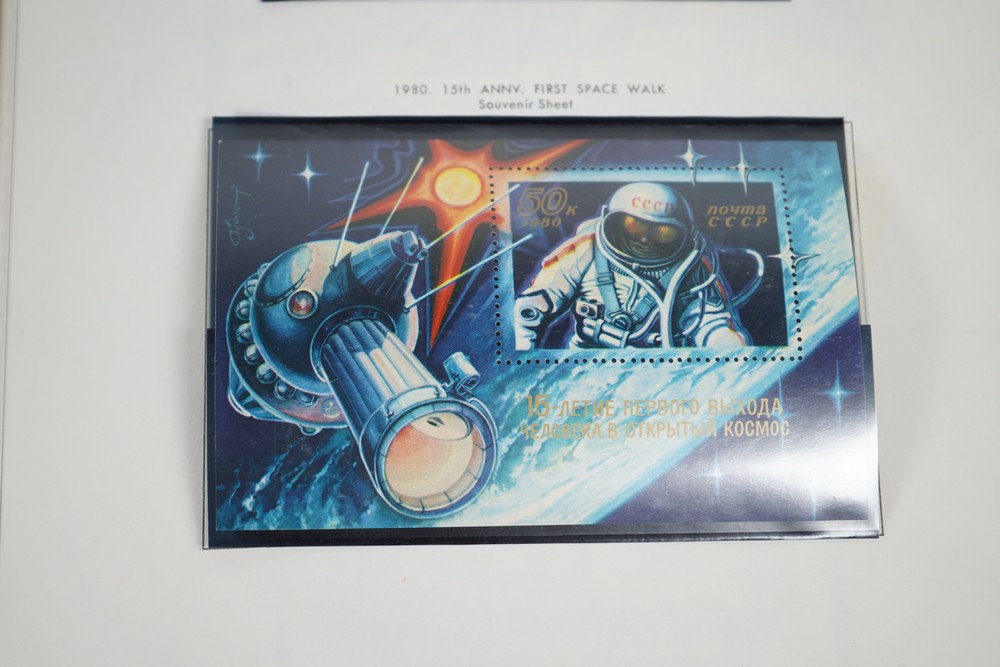 1980. 15th ANNV. FIRST SPACE WALK
Souvenir Sheet
50 к
1980
почта
СССР
СССР
15-ЛЕТИЕ ПЕРВОГО ВЫХОДА
ЧЕЛОВЕКА В ОТКРЫТЫЙ КОСМОС